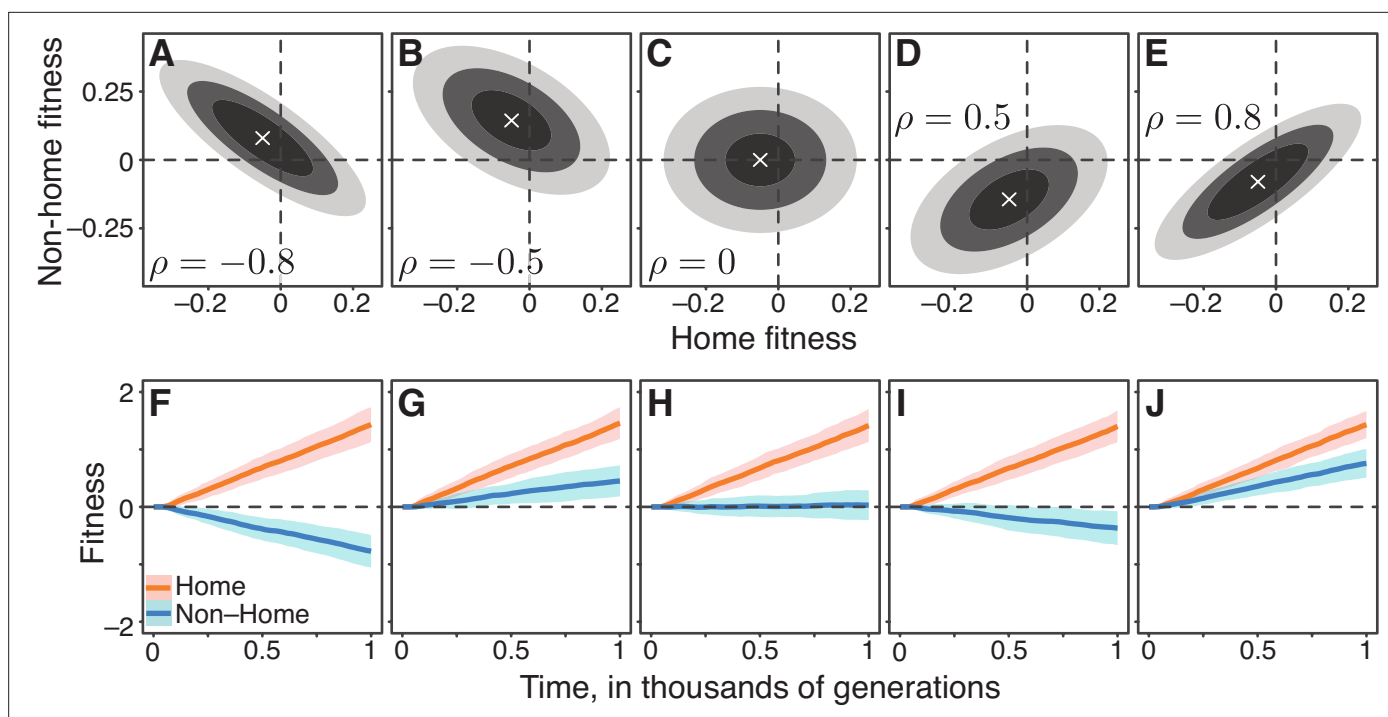 A B C D E
Non-home fitness
0.25
0
−0.25
ρ = −0.8
ρ = −0.5
ρ = 0
ρ = 0.5
ρ = 0.8
−0.2 0 0.2 −0.2 0 0.2 −0.2 0 0.2 −0.2 0 0.2 −0.2 0 0.2
Home fitness
F G H I J
Fitness
2
0
−2
Home
Non–Home
0 0.5 1 0 0.5 1 0 0.5 1 0 0.5 1 0 0.5 1
Time, in thousands of generations